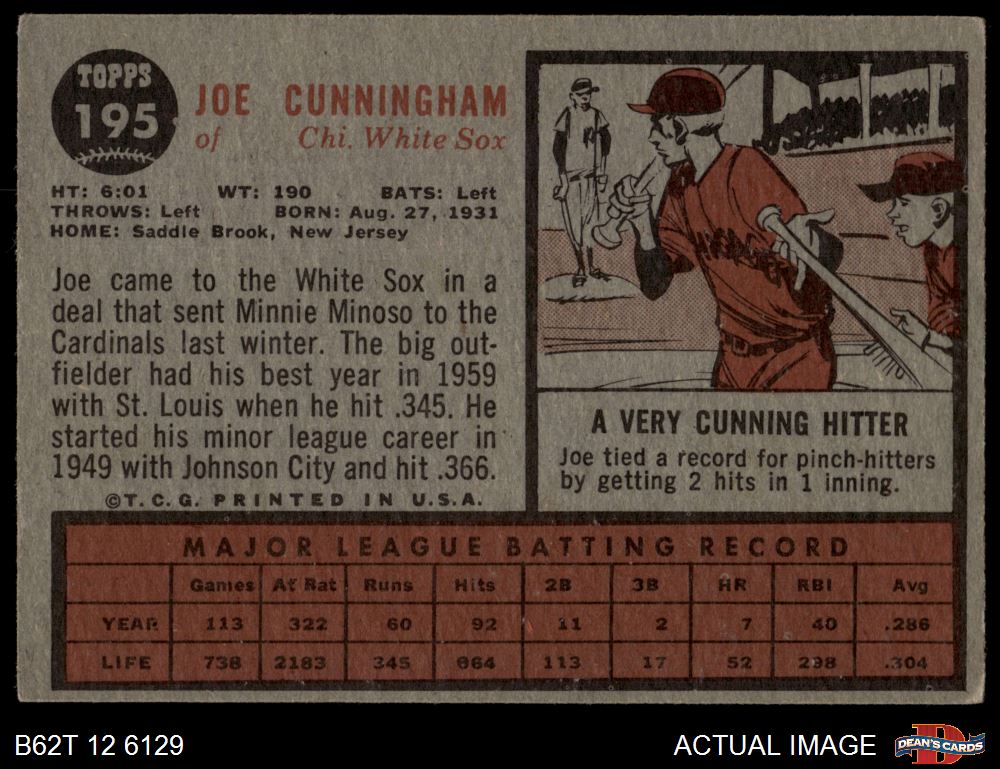 TOPPS
195
JOE CUNNINGHAM
of Chi. White Sox
HT: 6:01 WT: 190 BATS: Left
THROWS: Left BORN: Aug. 27, 1931
HOME: Saddle Brook, New Jersey
Joe came to the White Sox in a
deal that sent Minnie Minoso to the
Cardinals last winter. The big out-
fielder had his best year in 1959
with St. Louis when he hit .345. He
started his minor league career in
1949 with Johnson City and hit .366.
©T.C.G. PRINTED IN U.S.A.
A VERY CUNNING HITTER
Joe tied a record for pinch-hitters
by getting 2 hits in 1 inning.
MAJOR LEAGUE BATTING RECORD
Games At Bat Runs Hits 2B 3B HR RBI Avg
YEAR 113 322 60 92 11 2 7 40 .286
LIFE 738 2183 345 664 113 17 52 298 .304
B62T 12 6129
ACTUAL IMAGE
D
DEAN'S CARDS